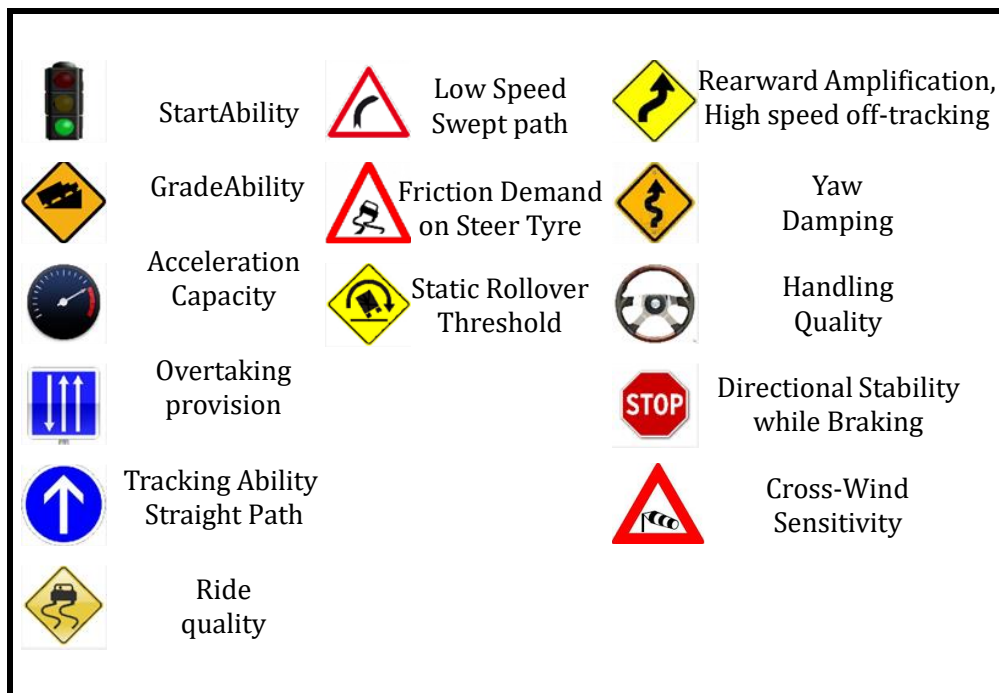 StartAbility
GradeAbility
Acceleration
Capacity
Overtaking
provision
Tracking Ability
Straight Path
Ride
quality
Low Speed
Swept path
Friction Demand
on Steer Tyre
Static Rollover
Threshold
Rearward Amplification,
High speed off-tracking
Yaw
Damping
Handling
Quality
STOP
Directional Stability
while Braking
Cross-Wind
Sensitivity